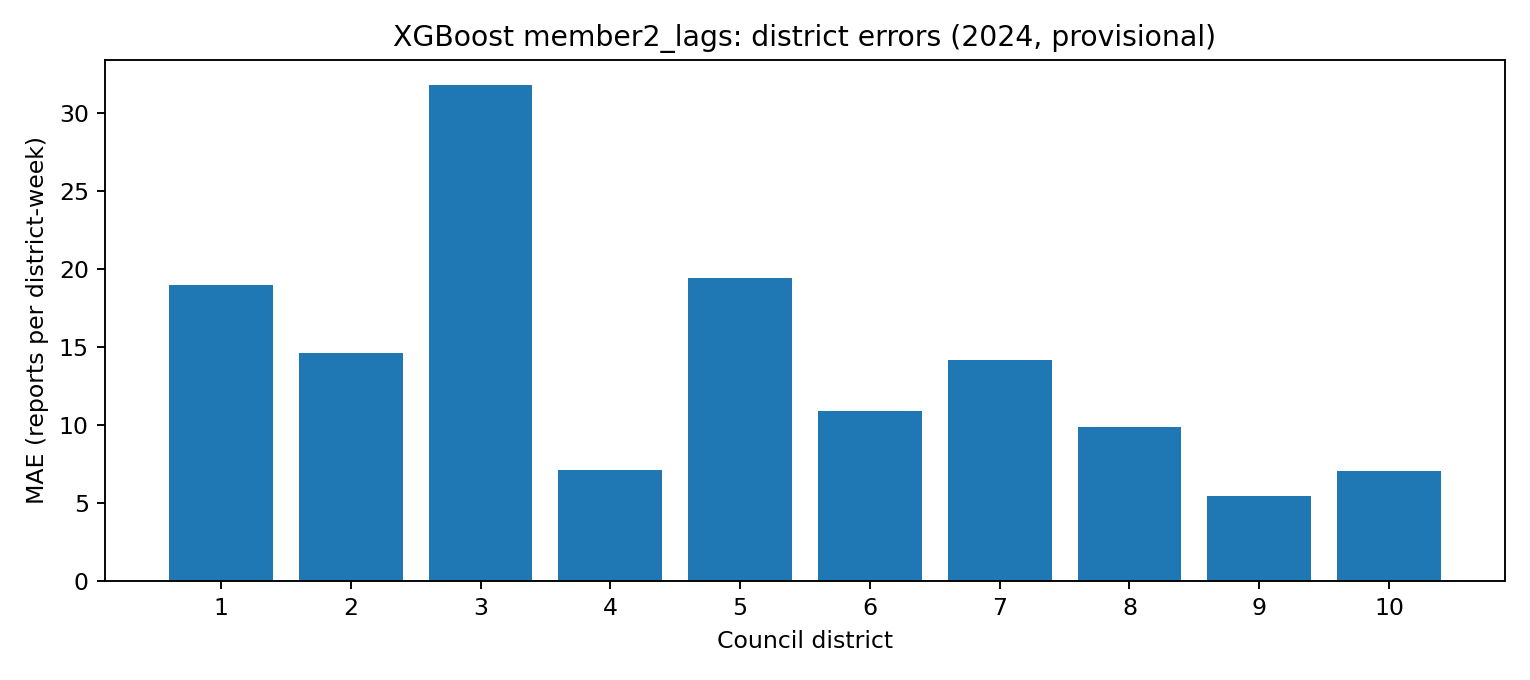 XGBoost member2_lags: district errors (2024, provisional)
MAE (reports per district-week)
30
25
20
15
10
5
0
1 2 3 4 5 6 7 8 9 10
Council district